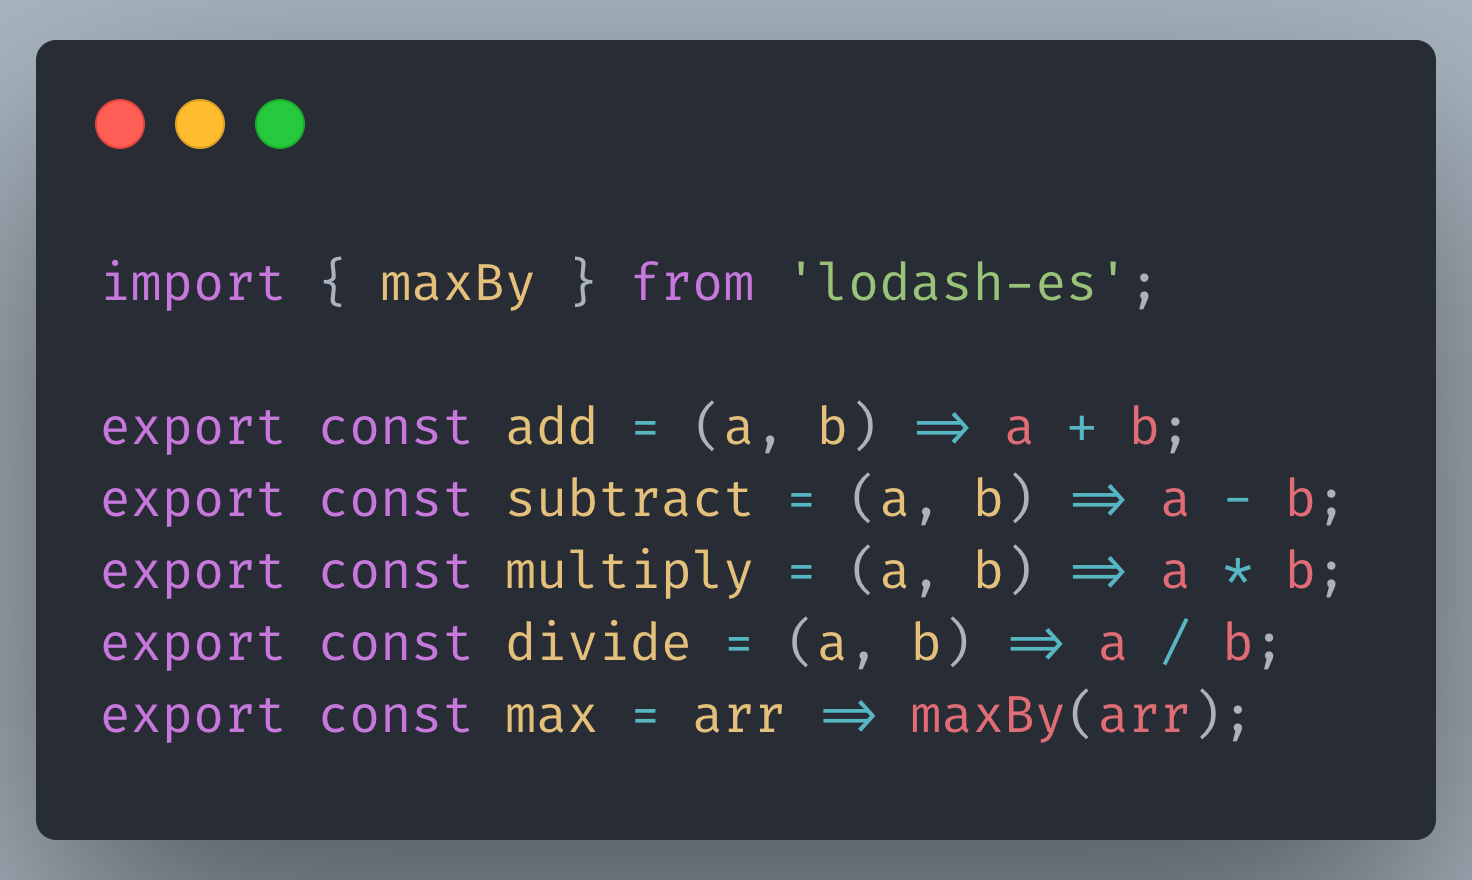 import { maxBy } from 'lodash-es';
export const add = (a, b) => a + b;
export const subtract = (a, b) => a - b;
export const multiply = (a, b) => a * b;
export const divide = (a, b) => a / b;
export const max = arr => maxBy(arr);